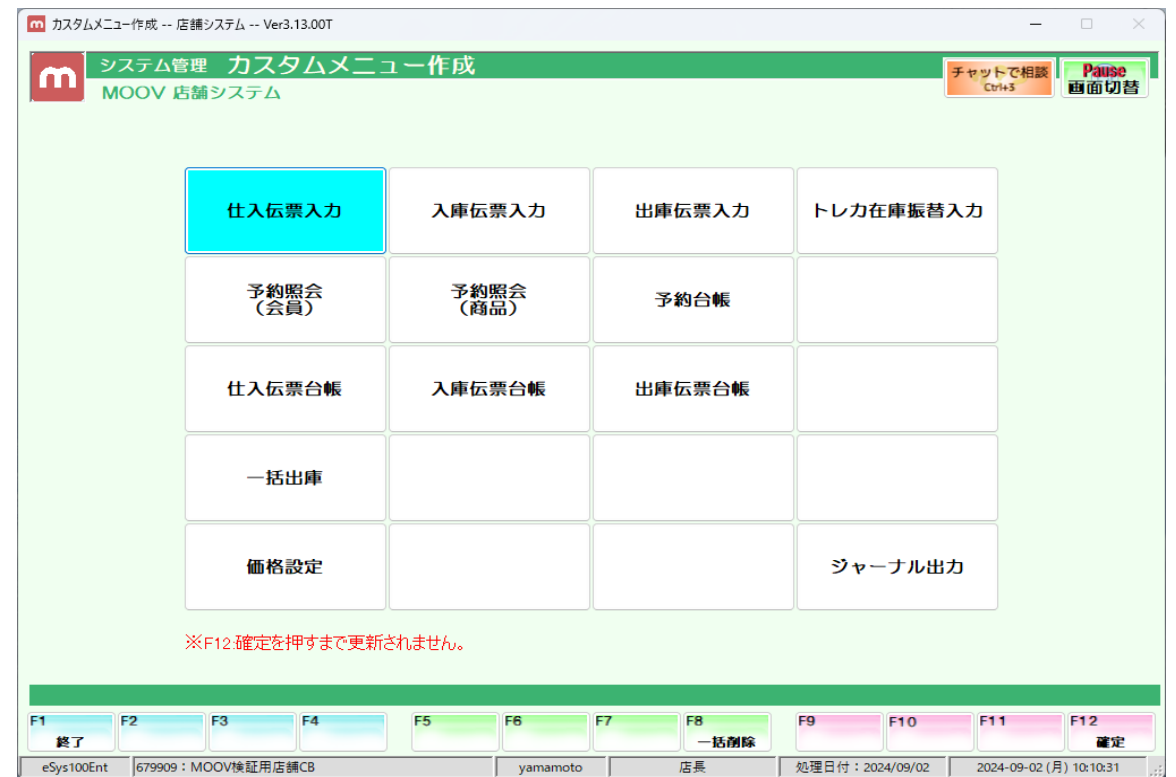 カスタムメニュー作成 -- 店舗システム -- Ver3.13.00T
m システム管理 カスタムメニュー作成
MOOV 店舗システム
チャットで相談
Ctrl+3
Pause
画面切替
仕入伝票入力 入庫伝票入力 出庫伝票入力 トレカ在庫振替入力
予約照会
(会員)
予約照会
(商品)
予約台帳
仕入伝票台帳 入庫伝票台帳 出庫伝票台帳
一括出庫
価格設定 ジャーナル出力
※F12:確定を押すまで更新されません。
F1 F2 F3 F4 F5 F6 F7 F8 F9 F10 F11 F12
終了 一括削除 確定
eSys100Ent 679909:MOOV検証用店舗CB yamamoto 店長 処理日付:2024/09/02 2024-09-02 (月) 10:10:31